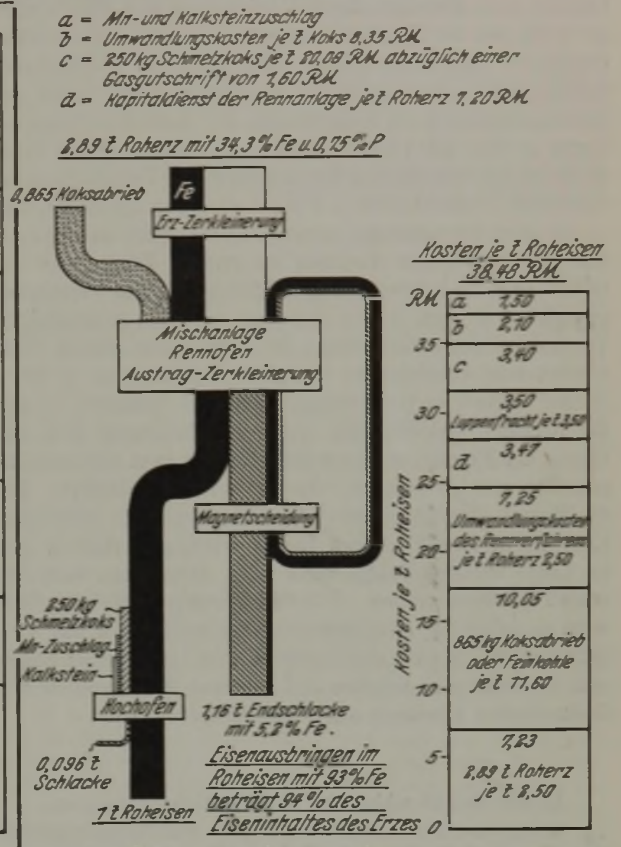 a = Mn- und Kalksteinzuschlag
b = Umwandlungskosten je t Koks 8,35 RM
c = 250 kg Schmelzkoks je t 20,08 RM abzüglich einer
Gasgutschrift von 1,60 RM
d = Kapitaldienst der Rennanlage je t Roherz 1,20 RM
2,89 t Roherz mit 34,3 % Fe u. 0,75 % P
0,865 Koksabrieb
Fe
Erz-Zerkleinerung
Mischanlage
Rennofen
Austrag-Zerkleinerung
Magnetscheidung
250 kg
Schmelzkoks
Mn-Zuschlag
Kalkstein
Hochofen
0,096 t
Schlacke
1 t Roheisen
1,16 t Endschlacke
mit 5,2 % Fe.
Eisenausbringen im
Roheisen mit 93% Fe
beträgt 94 % des
Eiseninhaltes des Erzes
Kosten je t Roheisen
38,48 RM
RM
35
30
25
20
15
10
5
0
Kosten je t Roheisen
a 1,50
b 2,10
c 3,40
3,50
Luppenfracht je t 3,50
d 3,47
7,25
Umwandlungskosten
des Rennverfahrens
je t Roherz 2,50
10,05
865 kg Koksabrieb
oder Feinkohle
je t 11,60
7,23
2,89 t Roherz
je t 2,50